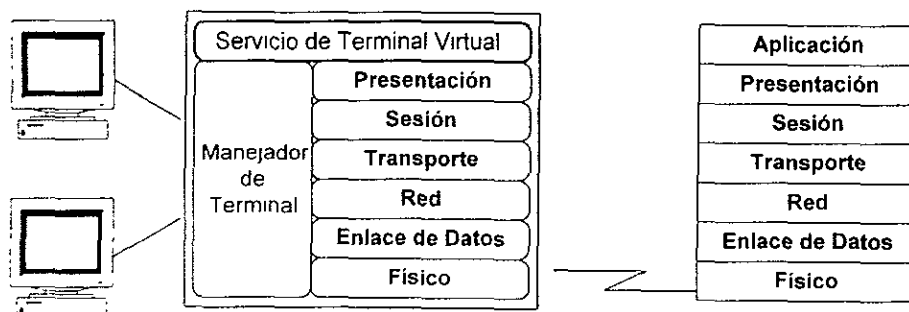 Servicio de Terminal Virtual
Manejador
de
Terminal
Presentación
Sesión
Transporte
Red
Enlace de Datos
Físico
Aplicación
Presentación
Sesión
Transporte
Red
Enlace de Datos
Físico